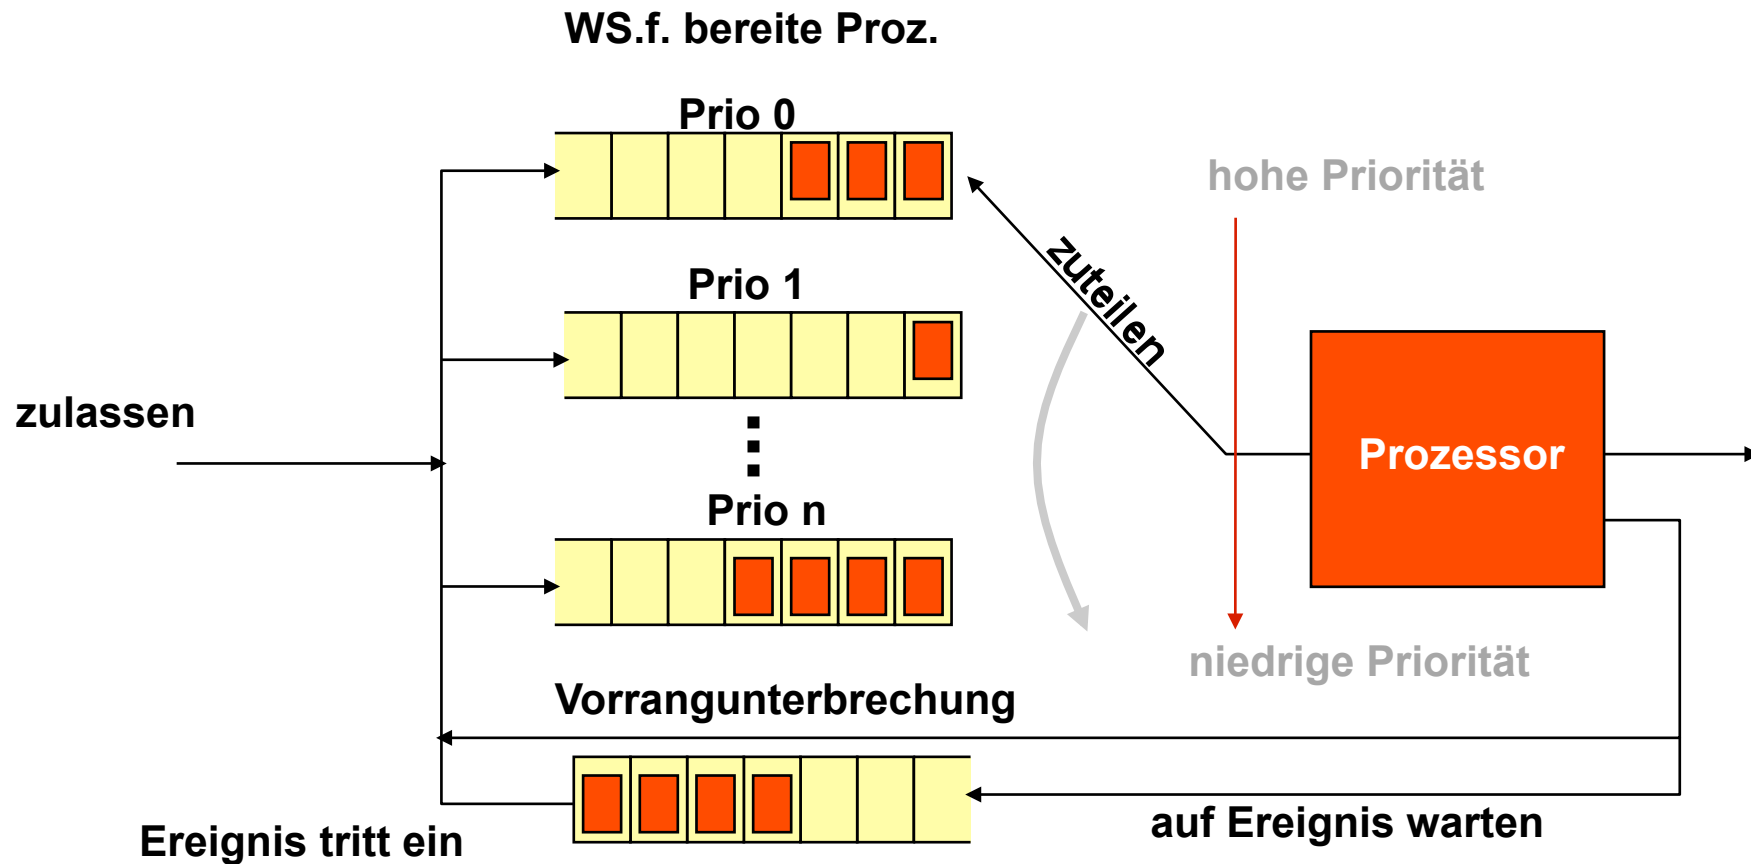 WS.f. bereite Proz.
Prio 0
hohe Priorität
zuteilen
Prio 1
zulassen
Prozessor
Prio n
niedrige Priorität
Vorrangunterbrechung
auf Ereignis warten
Ereignis tritt ein